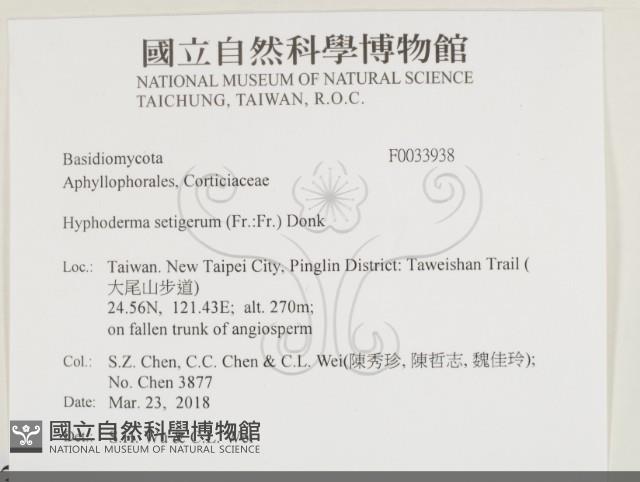 國立自然科學博物館
NATIONAL MUSEUM OF NATURAL SCIENCE
TAICHUNG, TAIWAN, R.O.C.
Basidiomycota F0033938
Aphyllophorales, Corticiaceae
Hyphoderma setigerum (Fr.:Fr.) Donk
Loc.: Taiwan. New Taipei City, Pinglin District: Taweishan Trail (
大尾山步道)
24.56N, 121.43E; alt. 270m;
on fallen trunk of angiosperm
Col.: S.Z. Chen, C.C. Chen & C.L. Wei(陳秀珍, 陳哲志, 魏佳玲);
No. Chen 3877
Date: Mar. 23, 2018
國立自然科學博物館
NATIONAL MUSEUM OF NATURAL SCIENCE